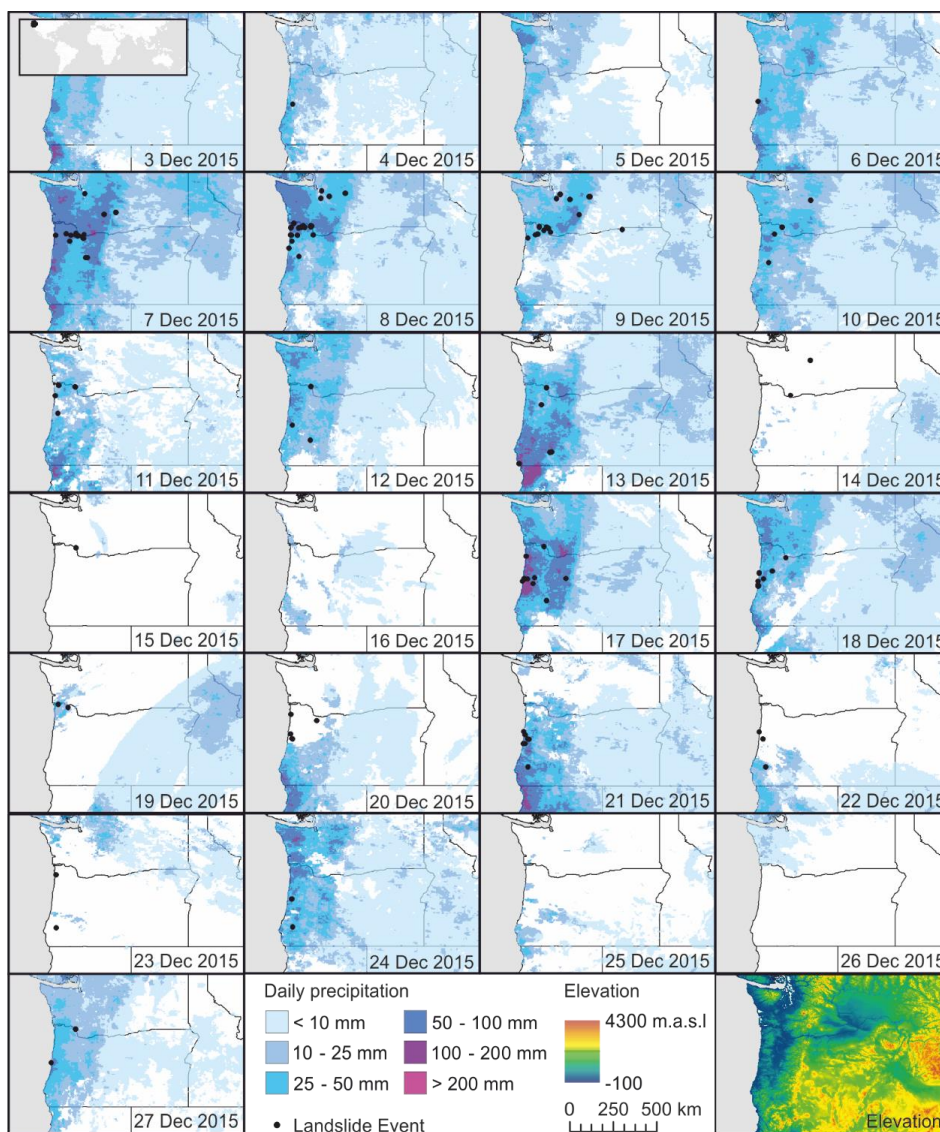 3 Dec 2015
4 Dec 2015
5 Dec 2015
6 Dec 2015
7 Dec 2015
8 Dec 2015
9 Dec 2015
10 Dec 2015
11 Dec 2015
12 Dec 2015
13 Dec 2015
14 Dec 2015
15 Dec 2015
16 Dec 2015
17 Dec 2015
18 Dec 2015
19 Dec 2015
20 Dec 2015
21 Dec 2015
22 Dec 2015
23 Dec 2015
24 Dec 2015
25 Dec 2015
26 Dec 2015
27 Dec 2015
Daily precipitation
< 10 mm
10 - 25 mm
25 - 50 mm
50 - 100 mm
100 - 200 mm
> 200 mm
Landslide Event
Elevation
4300 m.a.s.l
-100
0 250 500 km
Elevation